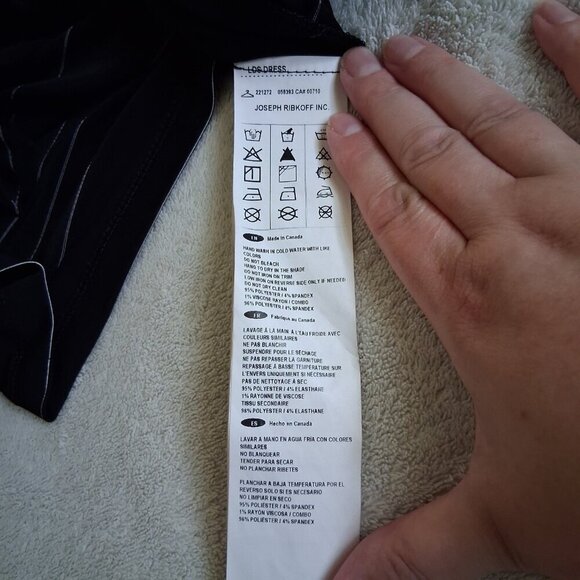 LDS DRESS
221272 058393 CA# 00710
JOSEPH RIBKOFF INC.
EN Made in Canada
HAND WASH IN COLD WATER WITH LIKE
COLORS
DO NOT BLEACH
HANG TO DRY IN THE SHADE
DO NOT IRON ON TRIM
LOW IRON ON REVERSE SIDE ONLY IF NEEDED
DO NOT DRY CLEAN
95% POLYESTER / 4% SPANDEX
1% VISCOSE RAYON / COMBO
96% POLYESTER / 4% SPANDEX
FR Fabrique au Canada
LAVAGE À LA MAIN A L'EAU FROIDE AVEC
COULEURS SIMILAIRES
NE PAS BLANCHIR
SUSPENDRE POUR LE SÉCHAGE
NE PAS REPASSER LA GARNITURE
REPASSAGE À BASSE TEMPÉRATURE SUR
L'ENVERS UNIQUEMENT SI NÉCESSAIRE
PAS DE NETTOYAGE À SEC
95% POLYESTER / 4% ELASTHANE
1% RAYONNE DE VISCOSE
TISSU SECONDAIRE
96% POLYESTER / 4% ELASTHANE
ES Hecho en Canada
LAVAR A MANO EN AGUA FRÍA CON COLORES
SIMILARES
NO BLANQUEAR
TENDER PARA SECAR
NO PLANCHAR RIBETES
PLANCHAR A BAJA TEMPERATURA POR EL
REVERSO SOLO SI ES NECESARIO
NO LIMPIAR EN SECO
95% POLIÉSTER / 4% SPANDEX
1% RAYÓN VISCOSA / COMBO
96% POLIÉSTER / 4% SPANDEX